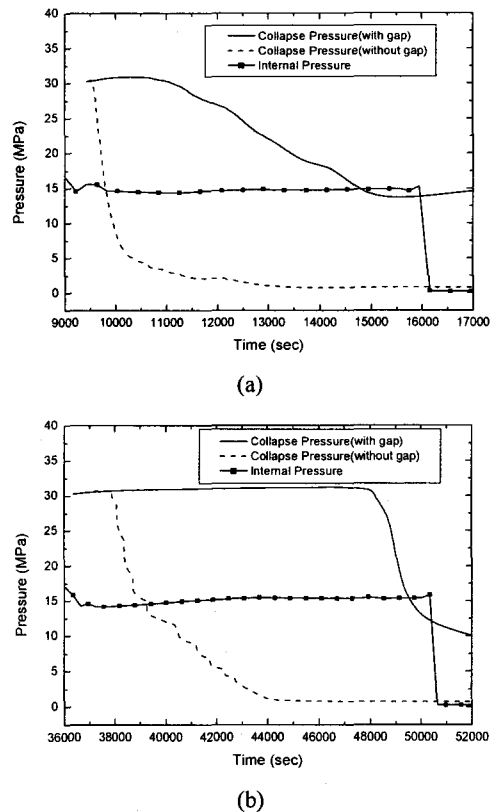 Collapse Pressure(with gap)
Collapse Pressure(without gap)
Internal Pressure
40
35
30
25
20
15
10
5
0
Pressure (MPa)
9000 10000 11000 12000 13000 14000 15000 16000 17000
Time (sec)
(a)
Collapse Pressure(with gap)
Collapse Pressure(without gap)
Internal Pressure
40
35
30
25
20
15
10
5
0
Pressure (MPa)
36000 38000 40000 42000 44000 46000 48000 50000 52000
Time (sec)
(b)